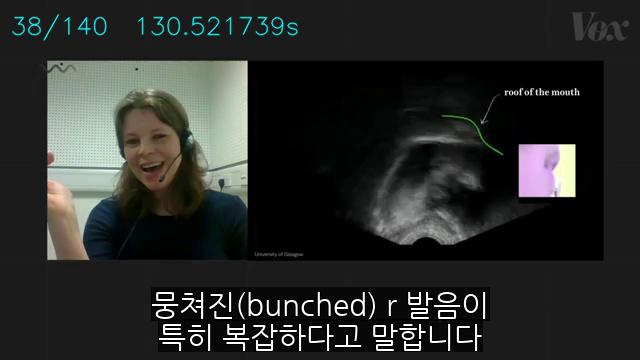 38/140 130.521739s
Vox
roof of the mouth
University of Glasgow
뭉쳐진(bunched) r 발음이
특히 복잡하다고 말합니다